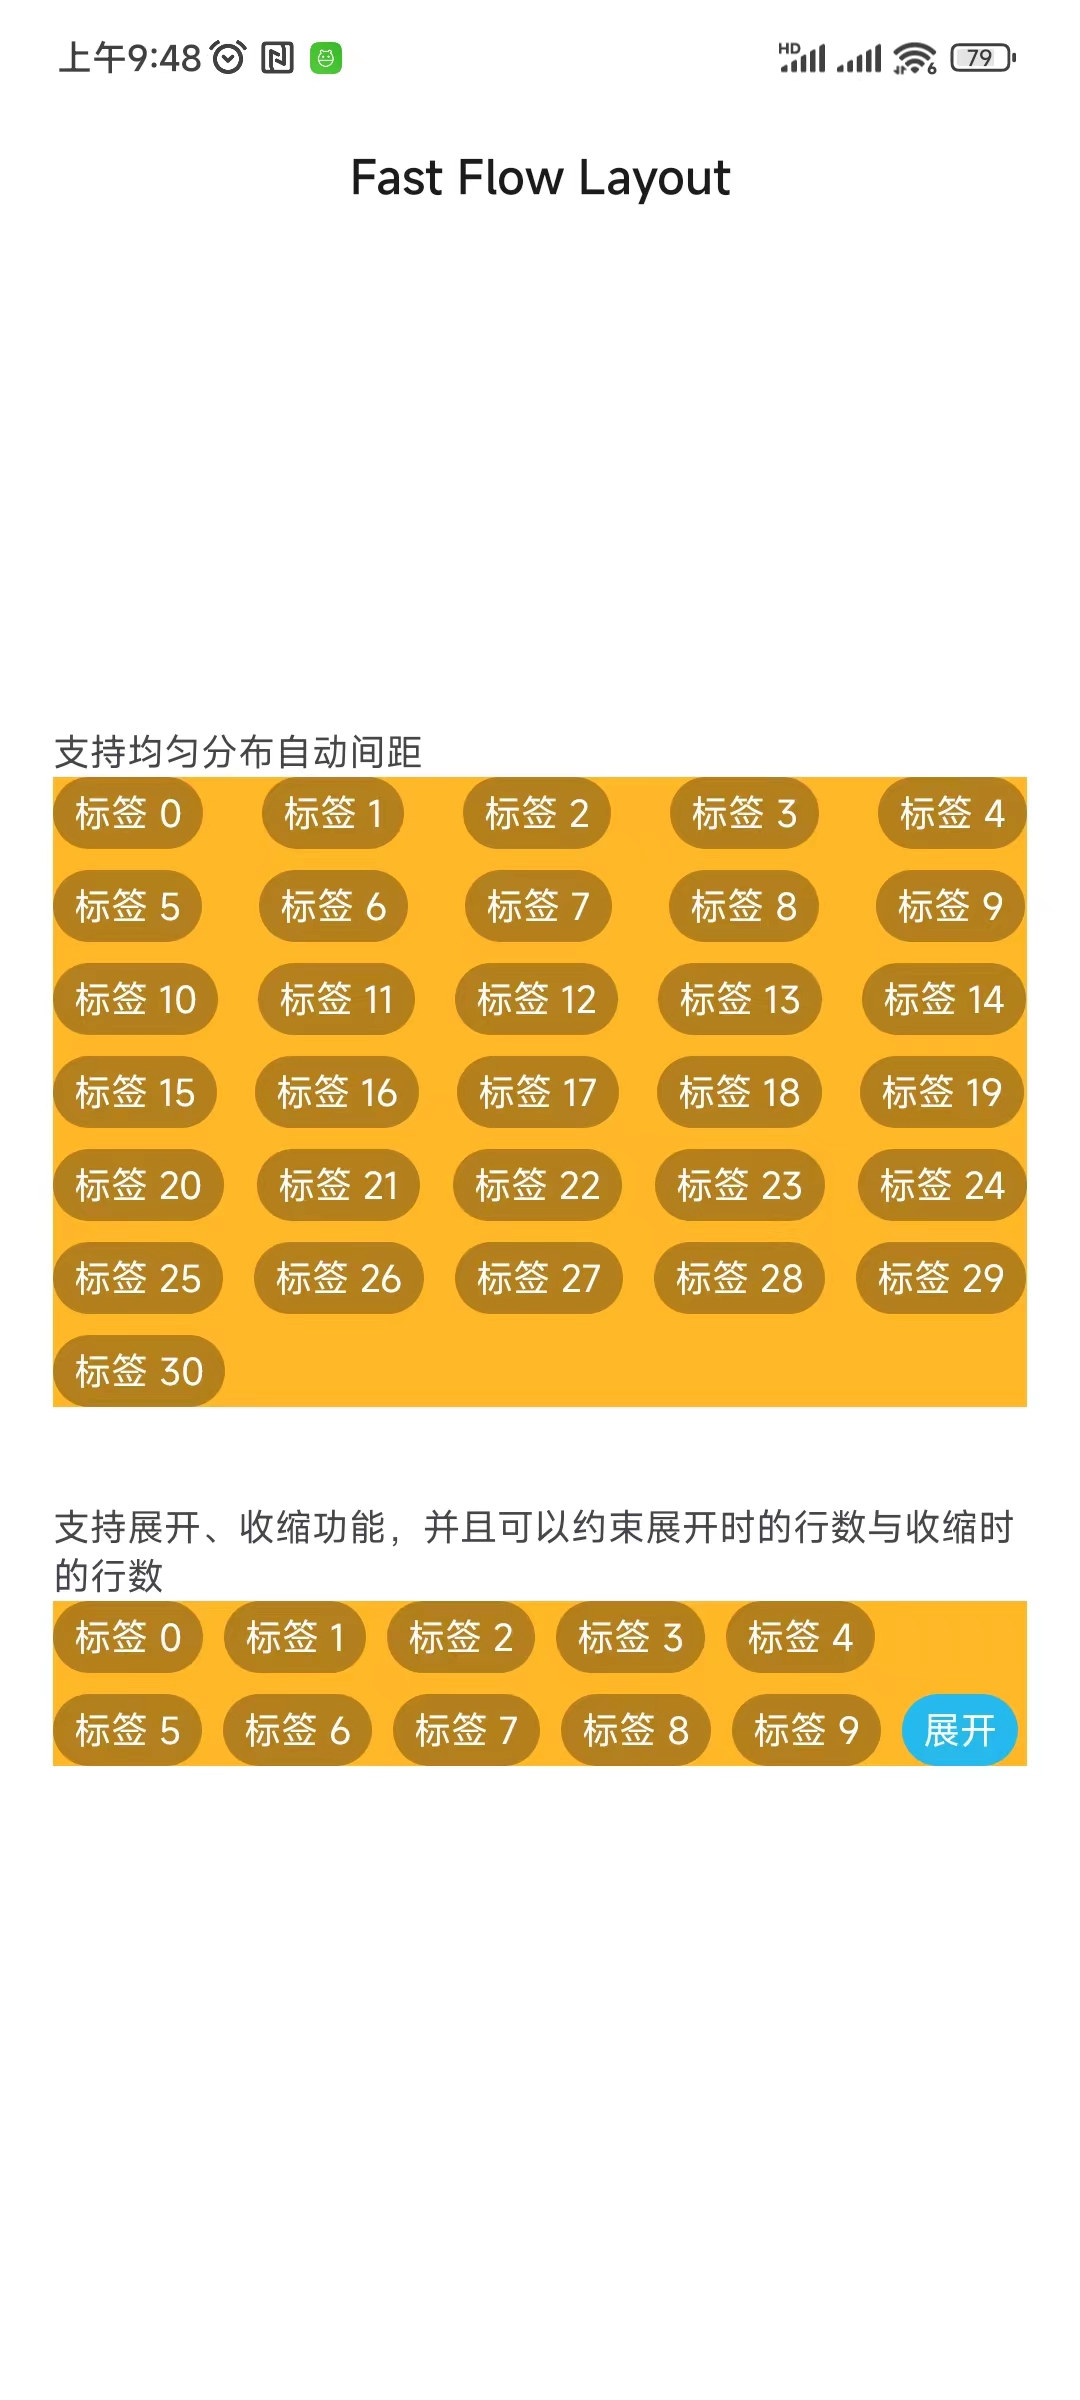 上午9:48 HD 6 79
Fast Flow Layout
支持均匀分布自动间距
标签 0 标签 1 标签 2 标签 3 标签 4
标签 5 标签 6 标签 7 标签 8 标签 9
标签 10 标签 11 标签 12 标签 13 标签 14
标签 15 标签 16 标签 17 标签 18 标签 19
标签 20 标签 21 标签 22 标签 23 标签 24
标签 25 标签 26 标签 27 标签 28 标签 29
标签 30
支持展开、收缩功能，并且可以约束展开时的行数与收缩时
的行数
标签 0 标签 1 标签 2 标签 3 标签 4
标签 5 标签 6 标签 7 标签 8 标签 9 展开